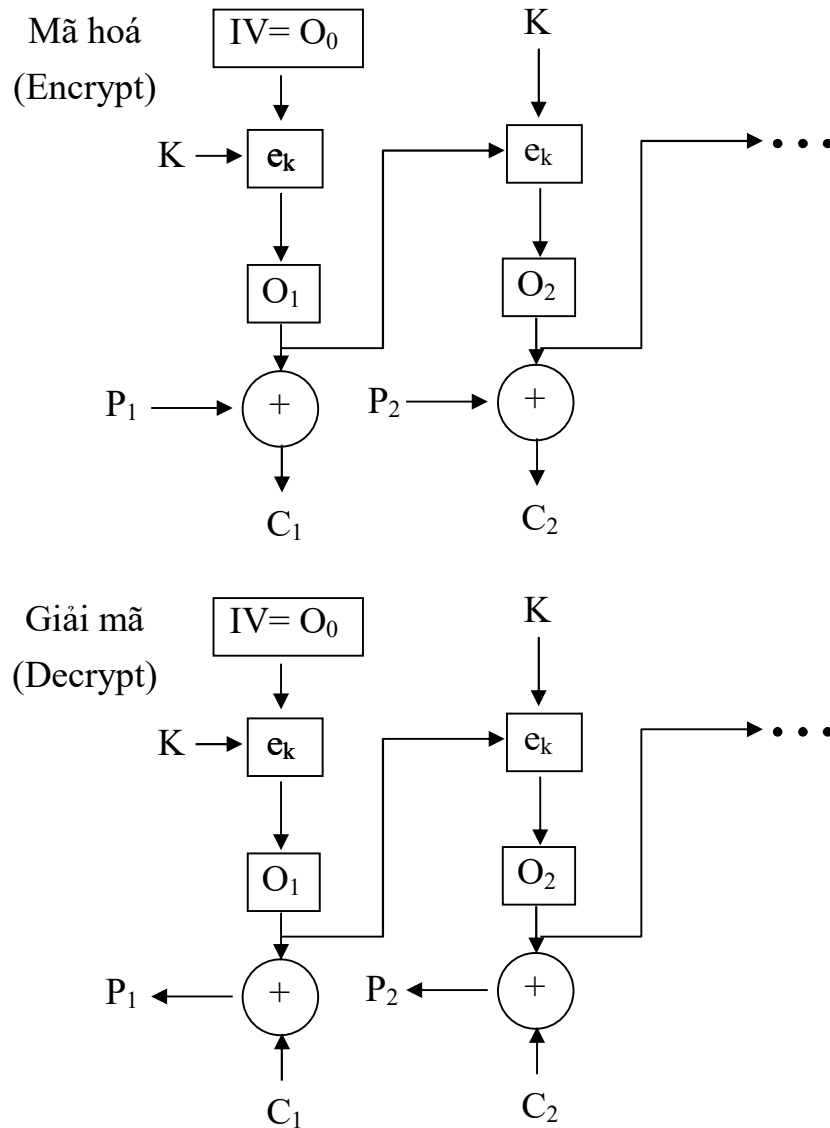 Mã hoá
(Encrypt)
IV= O₀
K
K
eₖ
eₖ
• • •
O₁
O₂
P₁
+
P₂
+
C₁
C₂
Giải mã
(Decrypt)
IV= O₀
K
K
eₖ
eₖ
• • •
O₁
O₂
P₁
+
P₂
+
C₁
C₂